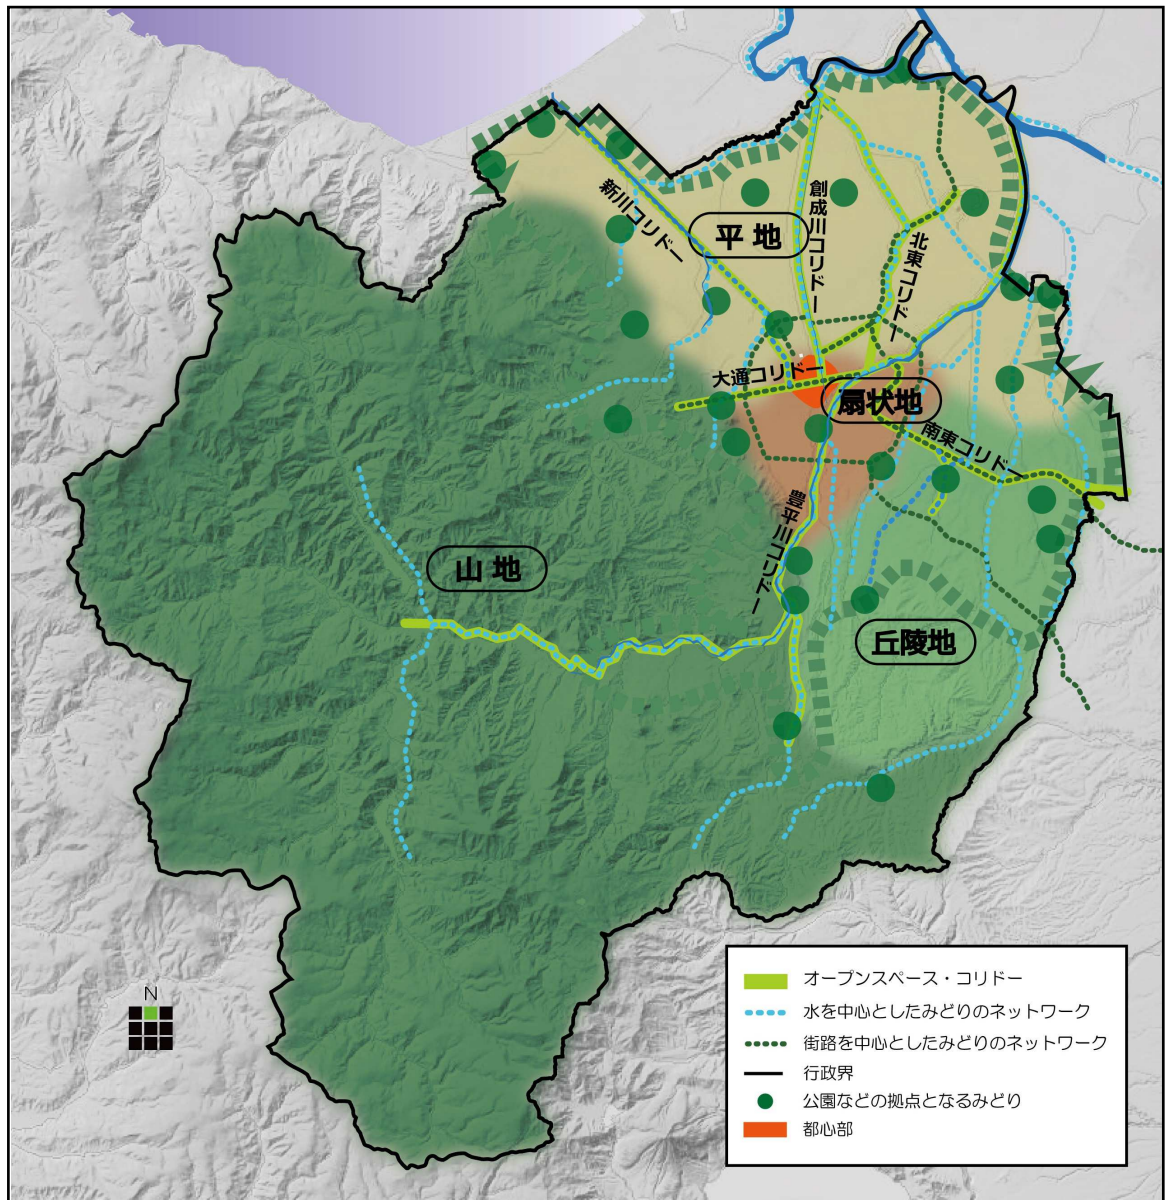 新川コリドー
平地
創成川コリドー
北東コリドー
大通コリドー
扇状地
南東コリドー
豊平川コリドー
山地
丘陵地
N
オープンスペース・コリドー
水を中心としたみどりのネットワーク
街路を中心としたみどりのネットワーク
行政界
公園などの拠点となるみどり
都心部